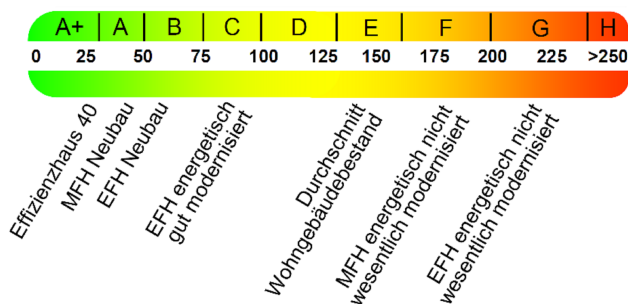 A+ A B C D E F G H
0 25 50 75 100 125 150 175 200 225 >250
Effizienzhaus 40
MFH Neubau
EFH Neubau
EFH energetisch
gut modernisiert
Durchschnitt
Wohngebäudebestand
MFH energetisch nicht
wesentlich modernisiert
EFH energetisch nicht
wesentlich modernisiert